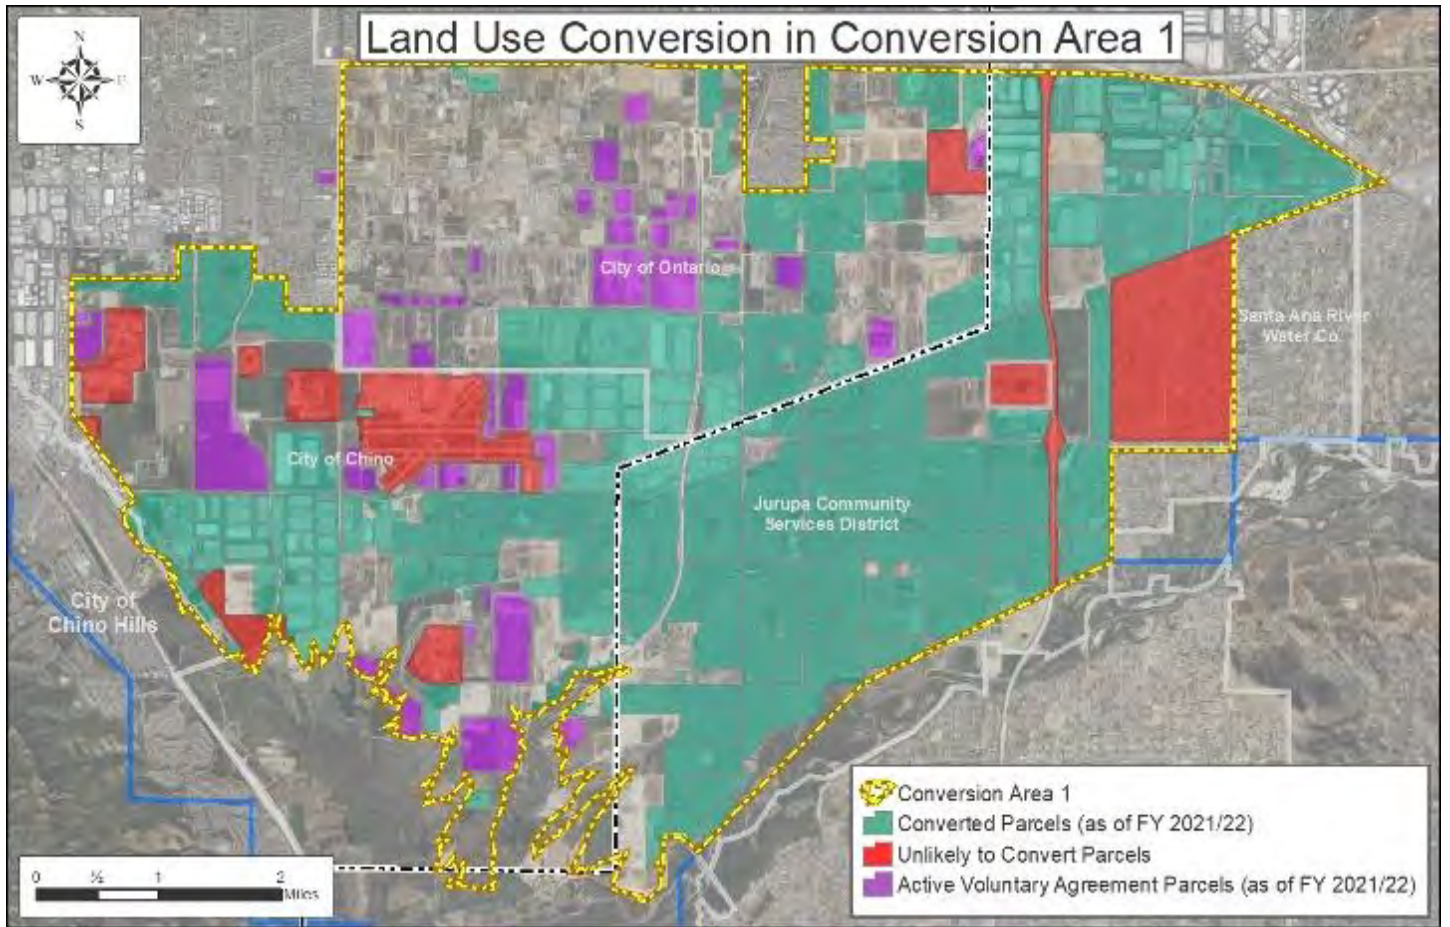 Land Use Conversion in Conversion Area 1
N
W
E
S
City of Ontario
Santa Ana River
Water Co.
City of Chino
Jurupa Community
Services District
City of
Chino Hills
Conversion Area 1
Converted Parcels (as of FY 2021/22)
Unlikely to Convert Parcels
Active Voluntary Agreement Parcels (as of FY 2021/22)
0 ½ 1 2
Miles